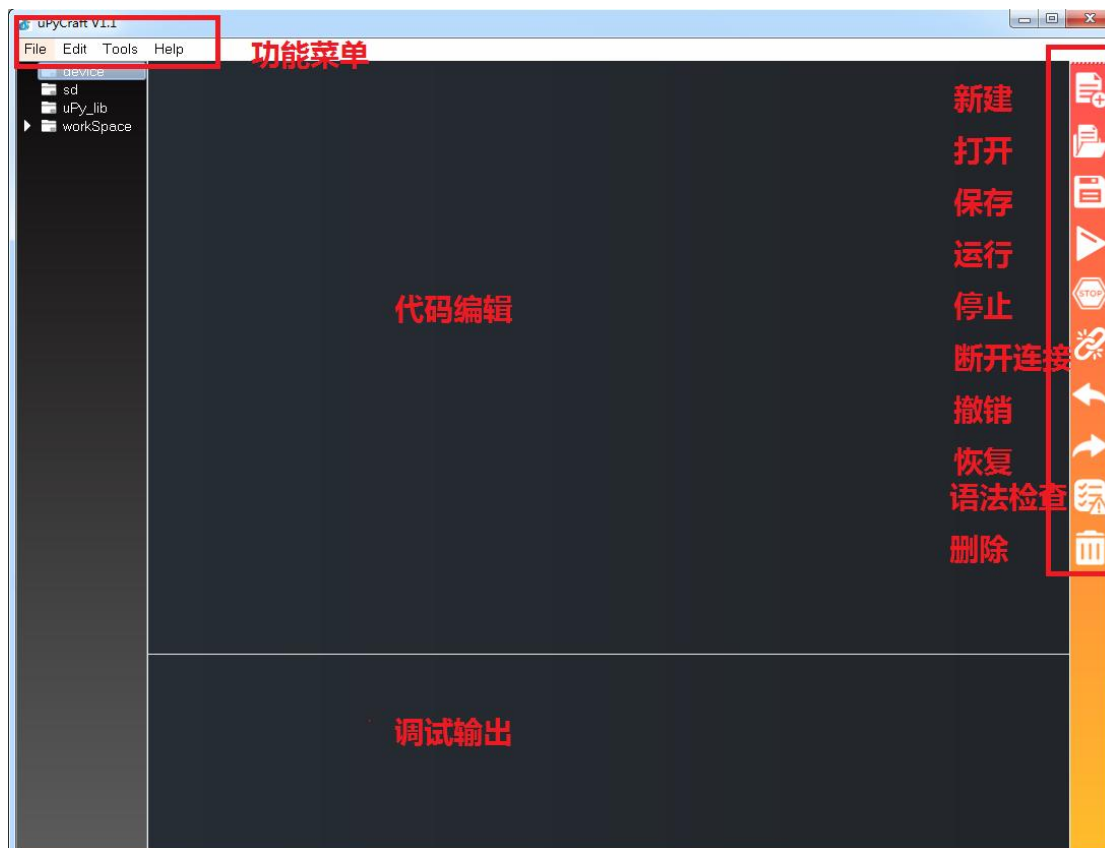 uPyCraft V1.1
File Edit Tools Help
功能菜单
device
sd
uPy_lib
workSpace
新建
打开
保存
运行
代码编辑
停止
STOP
断开连接
撤销
恢复
语法检查
删除
调试输出